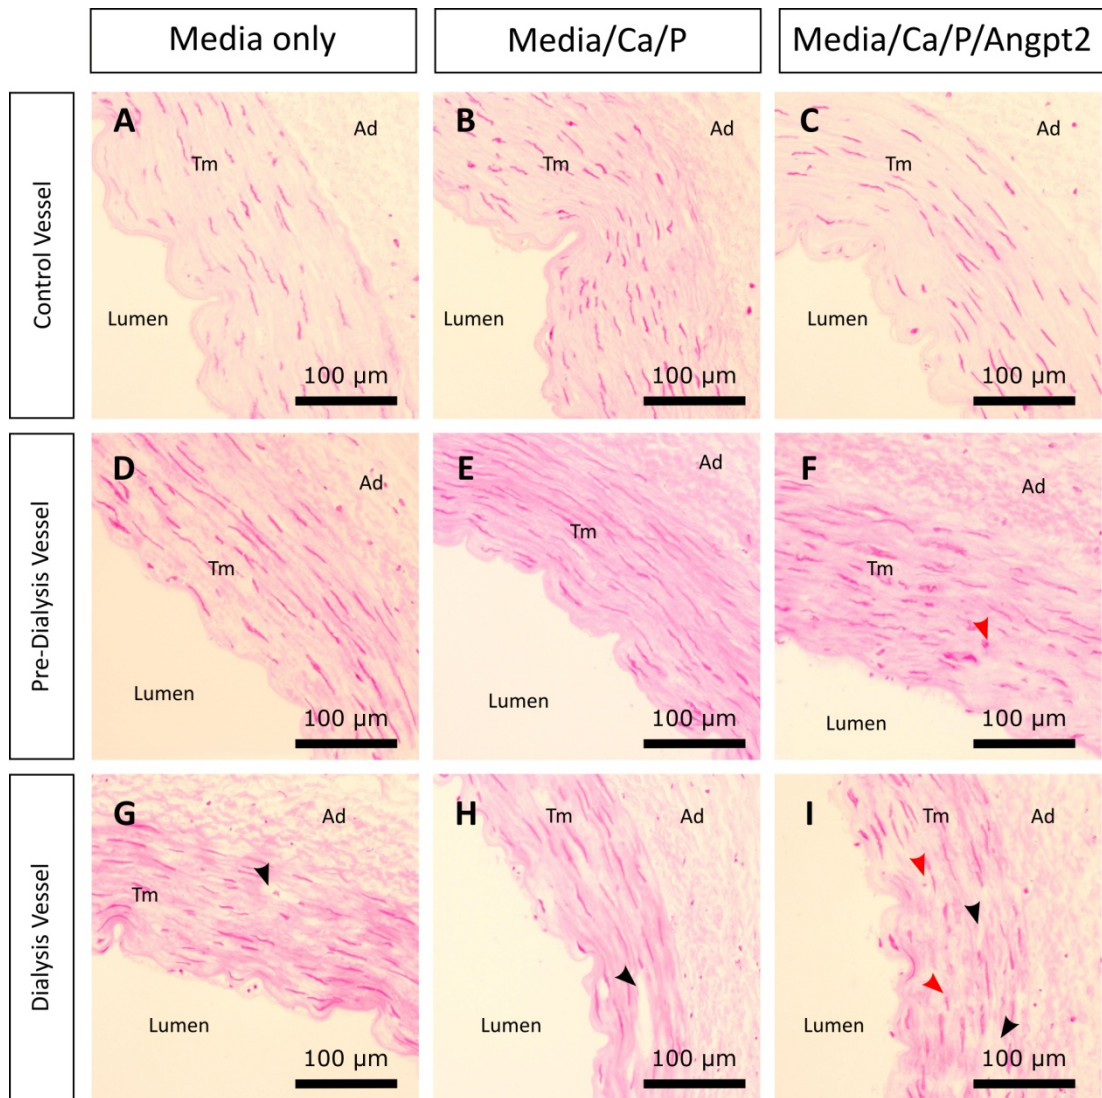 Media only
Media/Ca/P
Media/Ca/P/Angpt2
Control Vessel
A
Ad
Tm
Lumen
100 µm
B
Ad
Tm
Lumen
100 µm
C
Ad
Tm
Lumen
100 µm
Pre-Dialysis Vessel
D
Ad
Tm
Lumen
100 µm
E
Ad
Tm
Lumen
100 µm
F
Ad
Tm
Lumen
100 µm
Dialysis Vessel
G
Ad
Tm
Lumen
100 µm
H
Tm
Ad
Lumen
100 µm
I
Tm
Ad
Lumen
100 µm